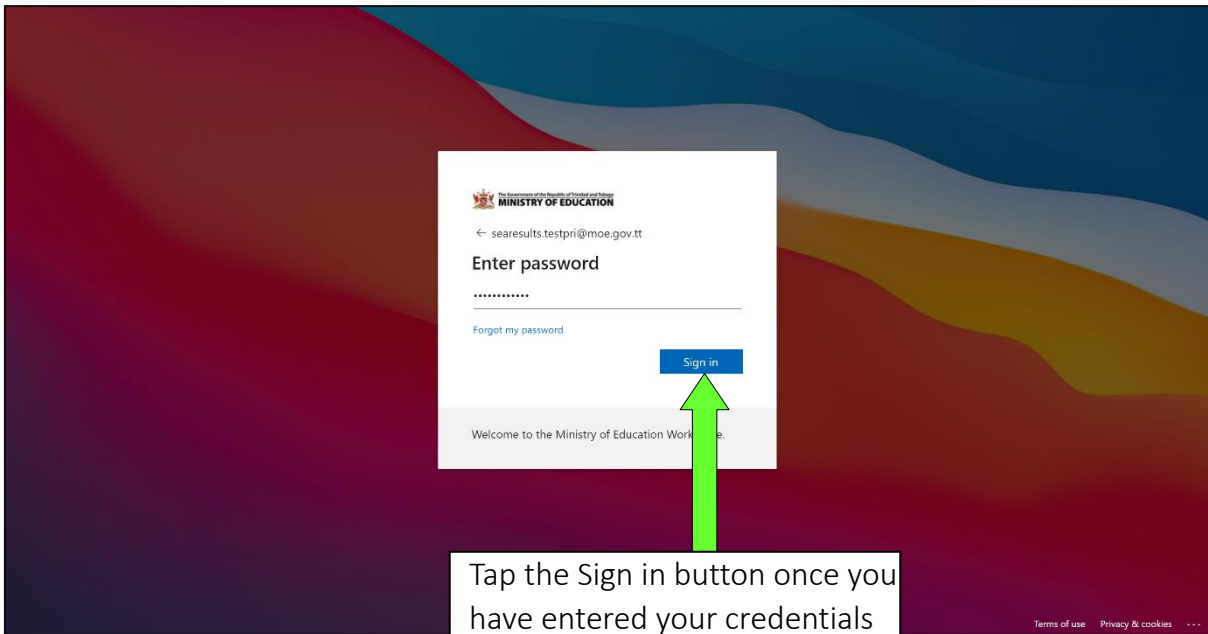 The Government of the Republic of Trinidad and Tobago
MINISTRY OF EDUCATION
← searesults.testpri@moe.gov.tt
Enter password
............
Forgot my password
Sign in
Welcome to the Ministry of Education
Tap the Sign in button once you
have entered your credentials
Terms of use Privacy & cookies ...